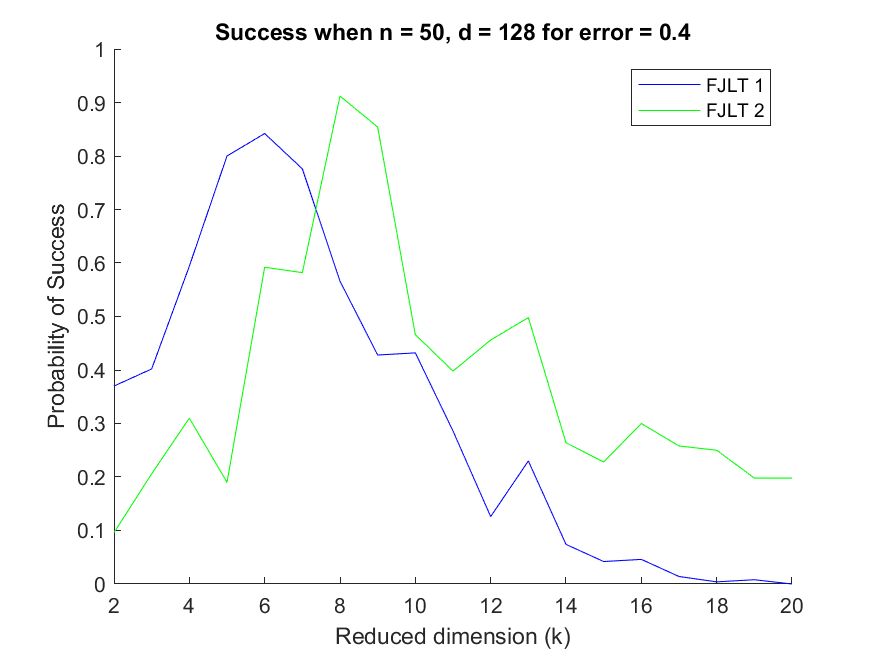 Success when n = 50, d = 128 for error = 0.4
FJLT 1
FJLT 2
Probability of Success
1
0.9
0.8
0.7
0.6
0.5
0.4
0.3
0.2
0.1
0
2 4 6 8 10 12 14 16 18 20
Reduced dimension (k)